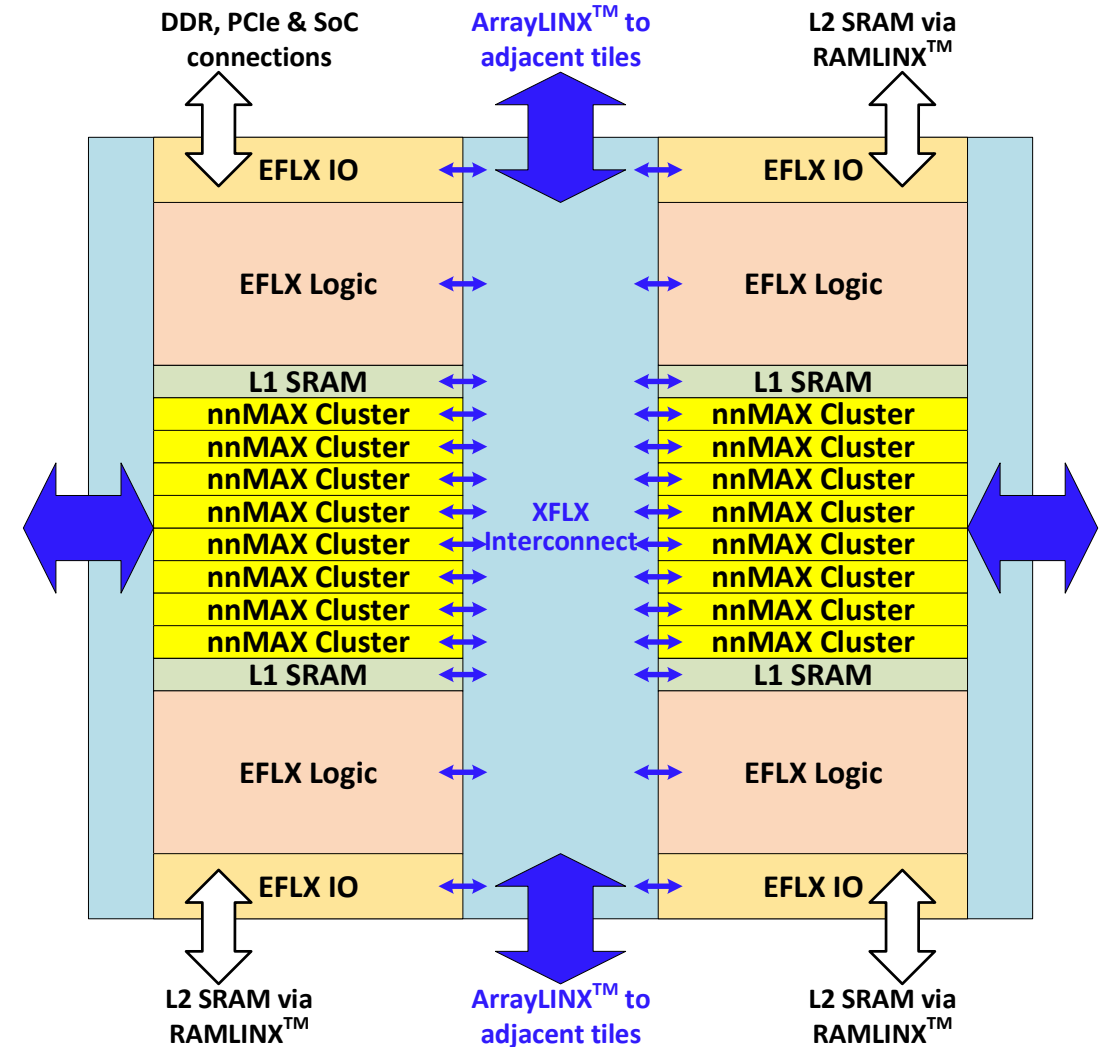 DDR, PCIe & SoC
connections
ArrayLINX™ to
adjacent tiles
L2 SRAM via
RAMLINX™
EFLX IO
EFLX Logic
L1 SRAM
nnMAX Cluster
nnMAX Cluster
nnMAX Cluster
nnMAX Cluster
nnMAX Cluster
nnMAX Cluster
nnMAX Cluster
nnMAX Cluster
L1 SRAM
EFLX Logic
EFLX IO
XFLX
Interconnect
EFLX IO
EFLX Logic
L1 SRAM
nnMAX Cluster
nnMAX Cluster
nnMAX Cluster
nnMAX Cluster
nnMAX Cluster
nnMAX Cluster
nnMAX Cluster
nnMAX Cluster
L1 SRAM
EFLX Logic
EFLX IO
L2 SRAM via
RAMLINX™
ArrayLINX™ to
adjacent tiles
L2 SRAM via
RAMLINX™